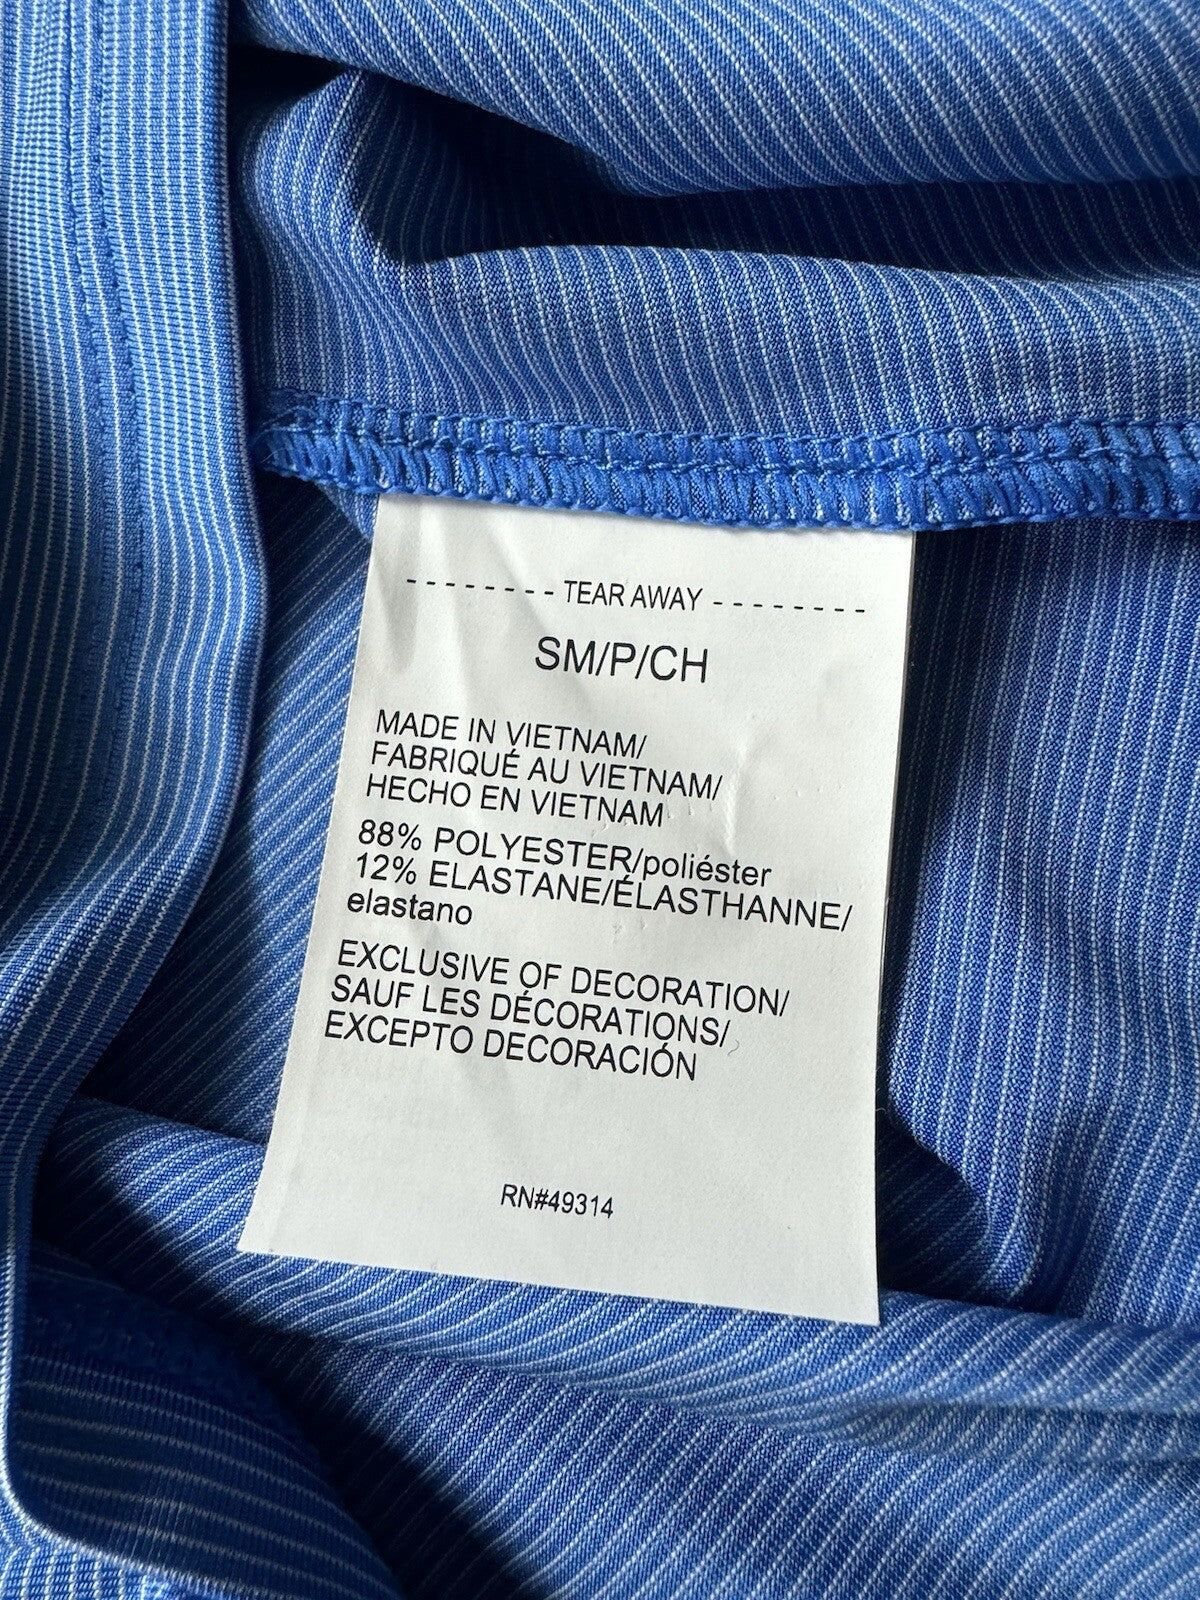 -------- TEAR AWAY --------
SM/P/CH
MADE IN VIETNAM/
FABRIQUÉ AU VIETNAM/
HECHO EN VIETNAM
88% POLYESTER/poliéster
12% ELASTANE/ÉLASTHANNE/
elastano
EXCLUSIVE OF DECORATION/
SAUF LES DÉCORATIONS/
EXCEPTO DECORACIÓN
RN#49314